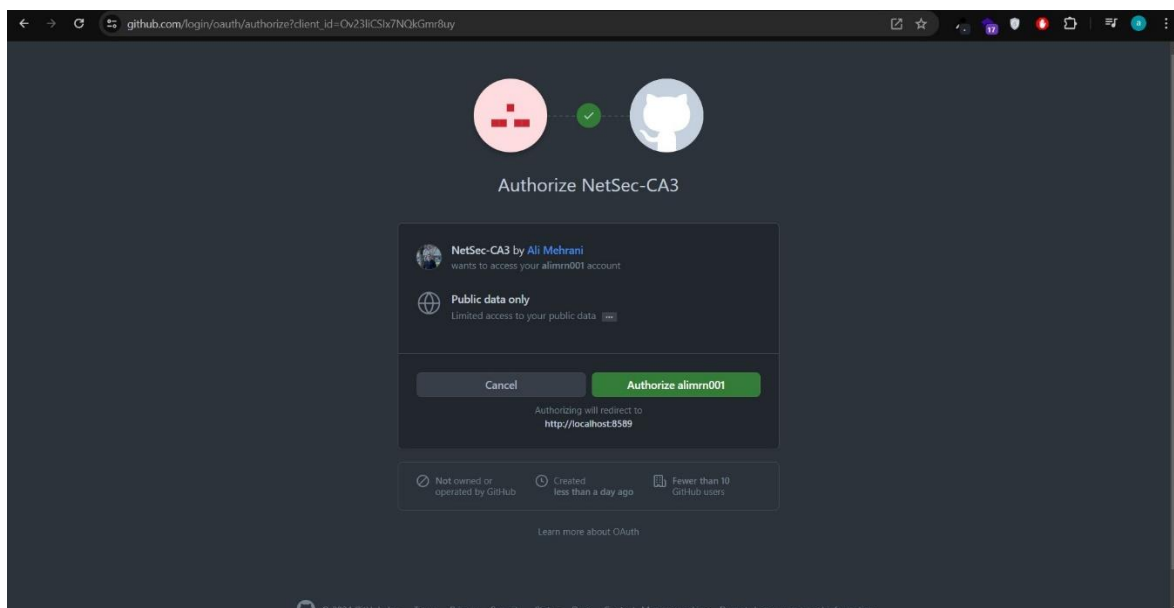 github.com/login/oauth/authorize?client_id=Ov23liCSlx7NQkGmr8uy
17
a
Authorize NetSec-CA3
NetSec-CA3 by Ali Mehrani
wants to access your alimrn001 account
Public data only
Limited access to your public data
Cancel
Authorize alimrn001
Authorizing will redirect to
http://localhost:8589
Not owned or
operated by GitHub
Created
less than a day ago
Fewer than 10
GitHub users
Learn more about OAuth